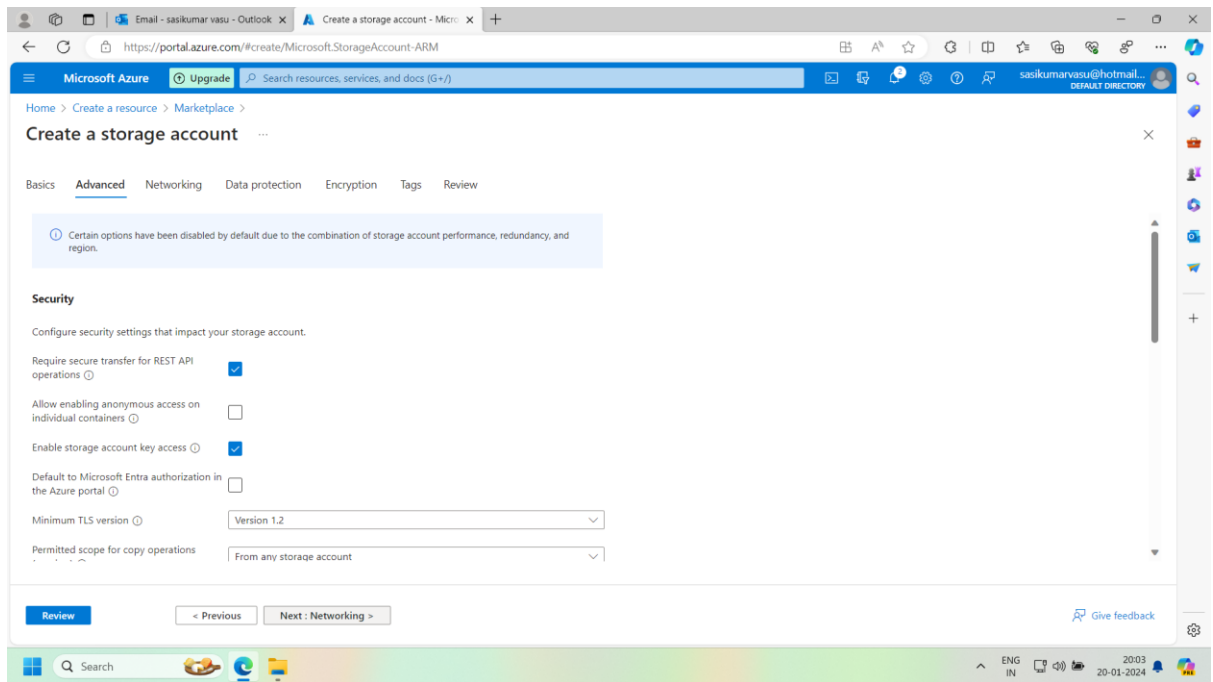 Email - sasikumar vasu - Outlook
Create a storage account - Micro
https://portal.azure.com/#create/Microsoft.StorageAccount-ARM
Microsoft Azure
Upgrade
Search resources, services, and docs (G+/)
2
sasikumarvasu@hotmail...
DEFAULT DIRECTORY
Home > Create a resource > Marketplace >
Create a storage account ...
Basics Advanced Networking Data protection Encryption Tags Review
Certain options have been disabled by default due to the combination of storage account performance, redundancy, and
region.
Security
Configure security settings that impact your storage account.
Require secure transfer for REST API
operations
Allow enabling anonymous access on
individual containers
Enable storage account key access
Default to Microsoft Entra authorization in
the Azure portal
Minimum TLS version
Version 1.2
Permitted scope for copy operations
From any storage account
Review
< Previous
Next : Networking >
Give feedback
Search
ENG
IN
20:03
20-01-2024
PRE